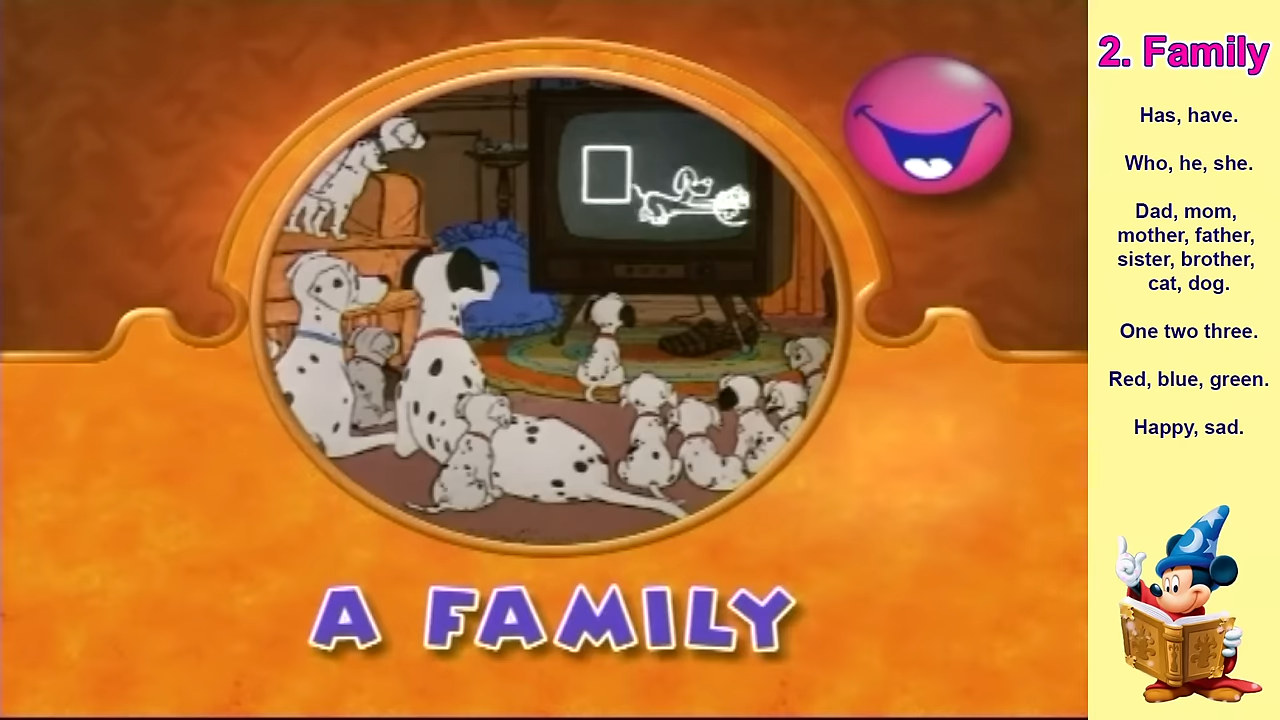 A FAMILY
2. Family
Has, have.
Who, he, she.
Dad, mom,
mother, father,
sister, brother,
cat, dog.
One two three.
Red, blue, green.
Happy, sad.